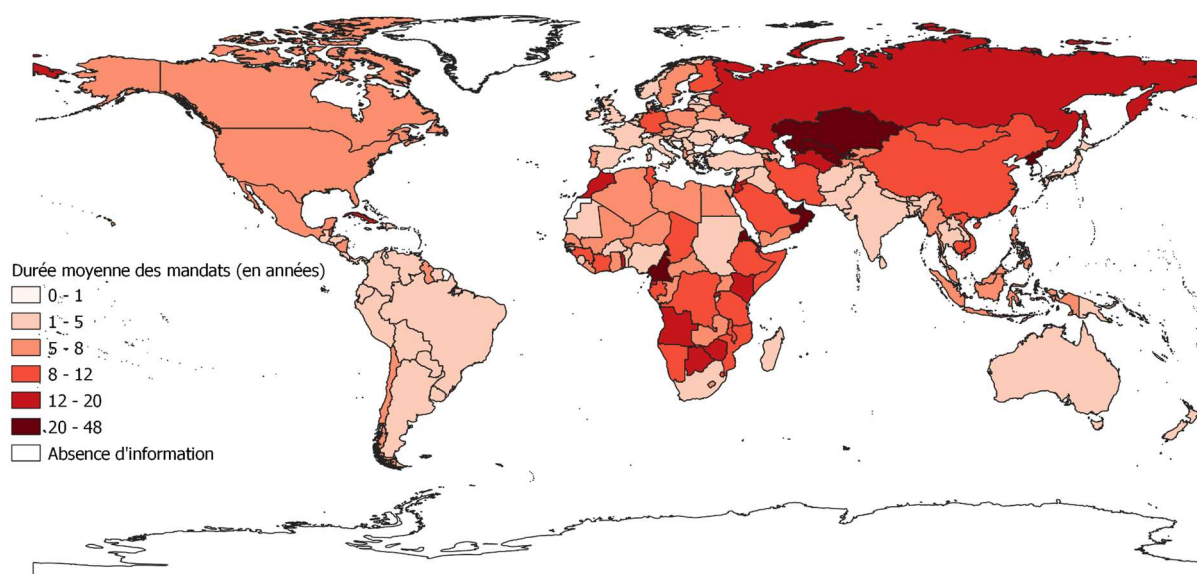 Durée moyenne des mandats (en années)
0 - 1
1 - 5
5 - 8
8 - 12
12 - 20
20 - 48
Absence d'information